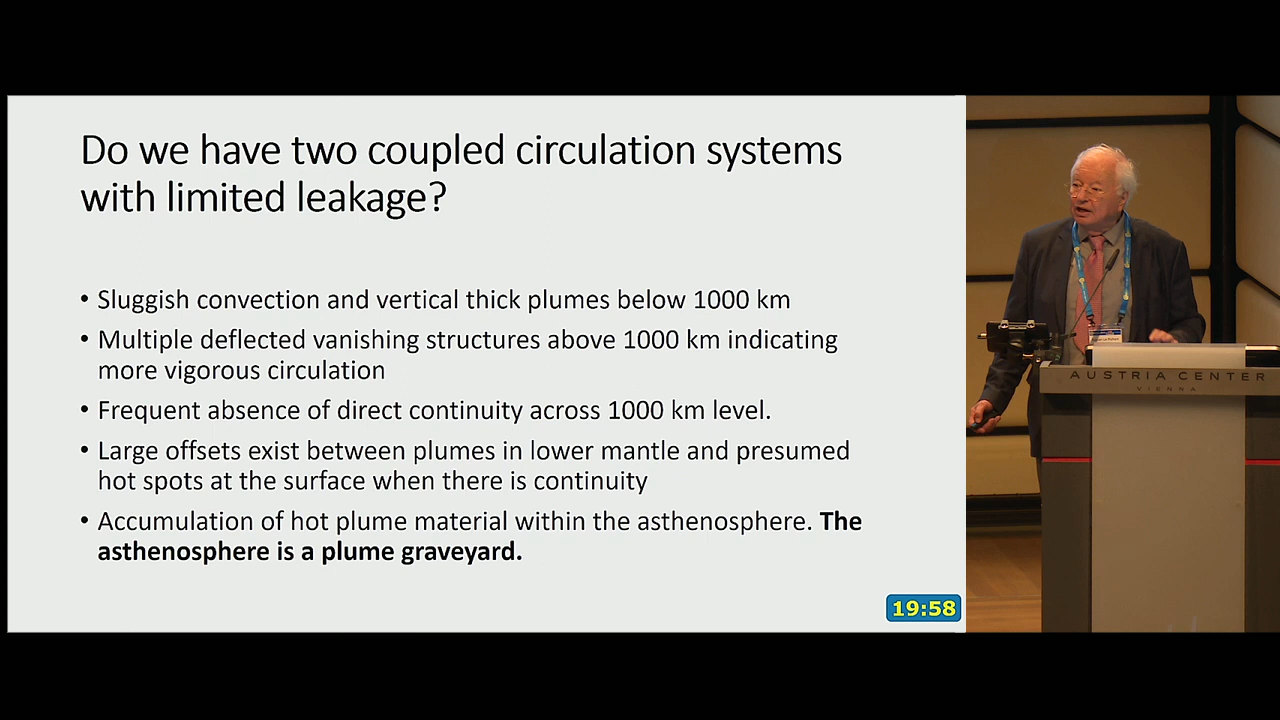 Do we have two coupled circulation systems
with limited leakage?
• Sluggish convection and vertical thick plumes below 1000 km
• Multiple deflected vanishing structures above 1000 km indicating
more vigorous circulation
• Frequent absence of direct continuity across 1000 km level.
• Large offsets exist between plumes in lower mantle and presumed
hot spots at the surface when there is continuity
• Accumulation of hot plume material within the asthenosphere. The
asthenosphere is a plume graveyard.
19:58
AUSTRIA CENTER
VIENNA